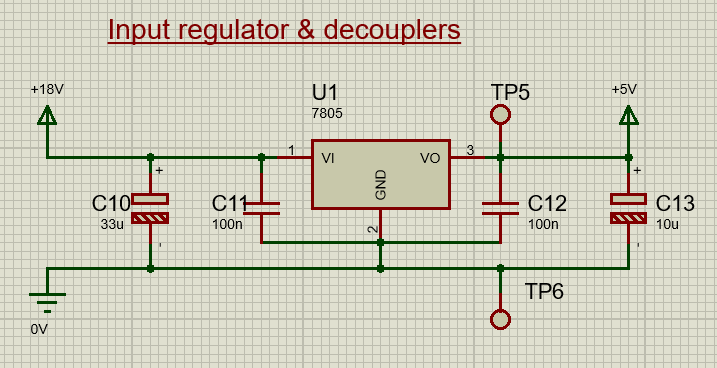 Input regulator & decouplers
+18V
U1
7805
TP5
+5V
1
VI
VO
3
GND
2
C10
33u
+
-
C11
100n
C12
100n
C13
10u
+
-
TP6
0V